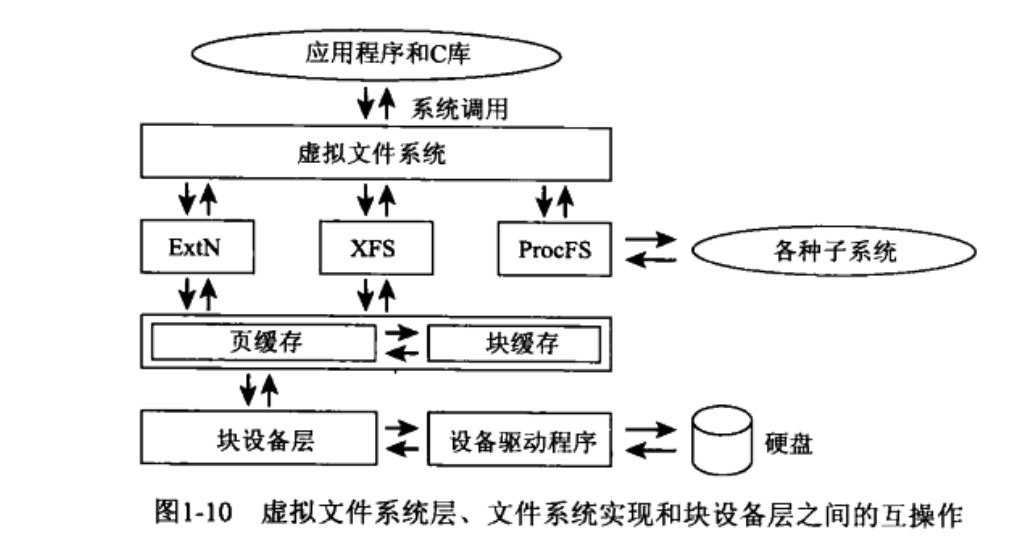 应用程序和C库
系统调用
虚拟文件系统
ExtN
XFS
ProcFS
各种子系统
页缓存
块缓存
块设备层
设备驱动程序
硬盘
图1-10 虚拟文件系统层、文件系统实现和块设备层之间的互操作